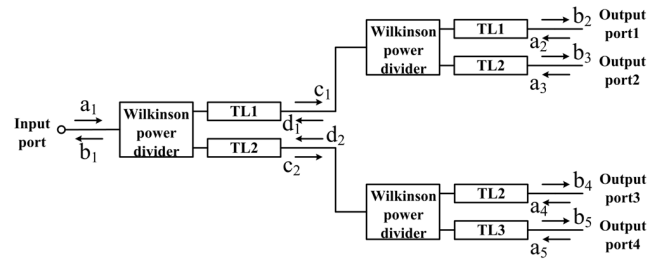 Input
port
a1
b1
Wilkinson
power
divider
TL1
TL2
c1
d1
d2
c2
Wilkinson
power
divider
TL1
TL2
b2
a2
b3
a3
Output
port1
Output
port2
Wilkinson
power
divider
TL2
TL3
b4
a4
b5
a5
Output
port3
Output
port4